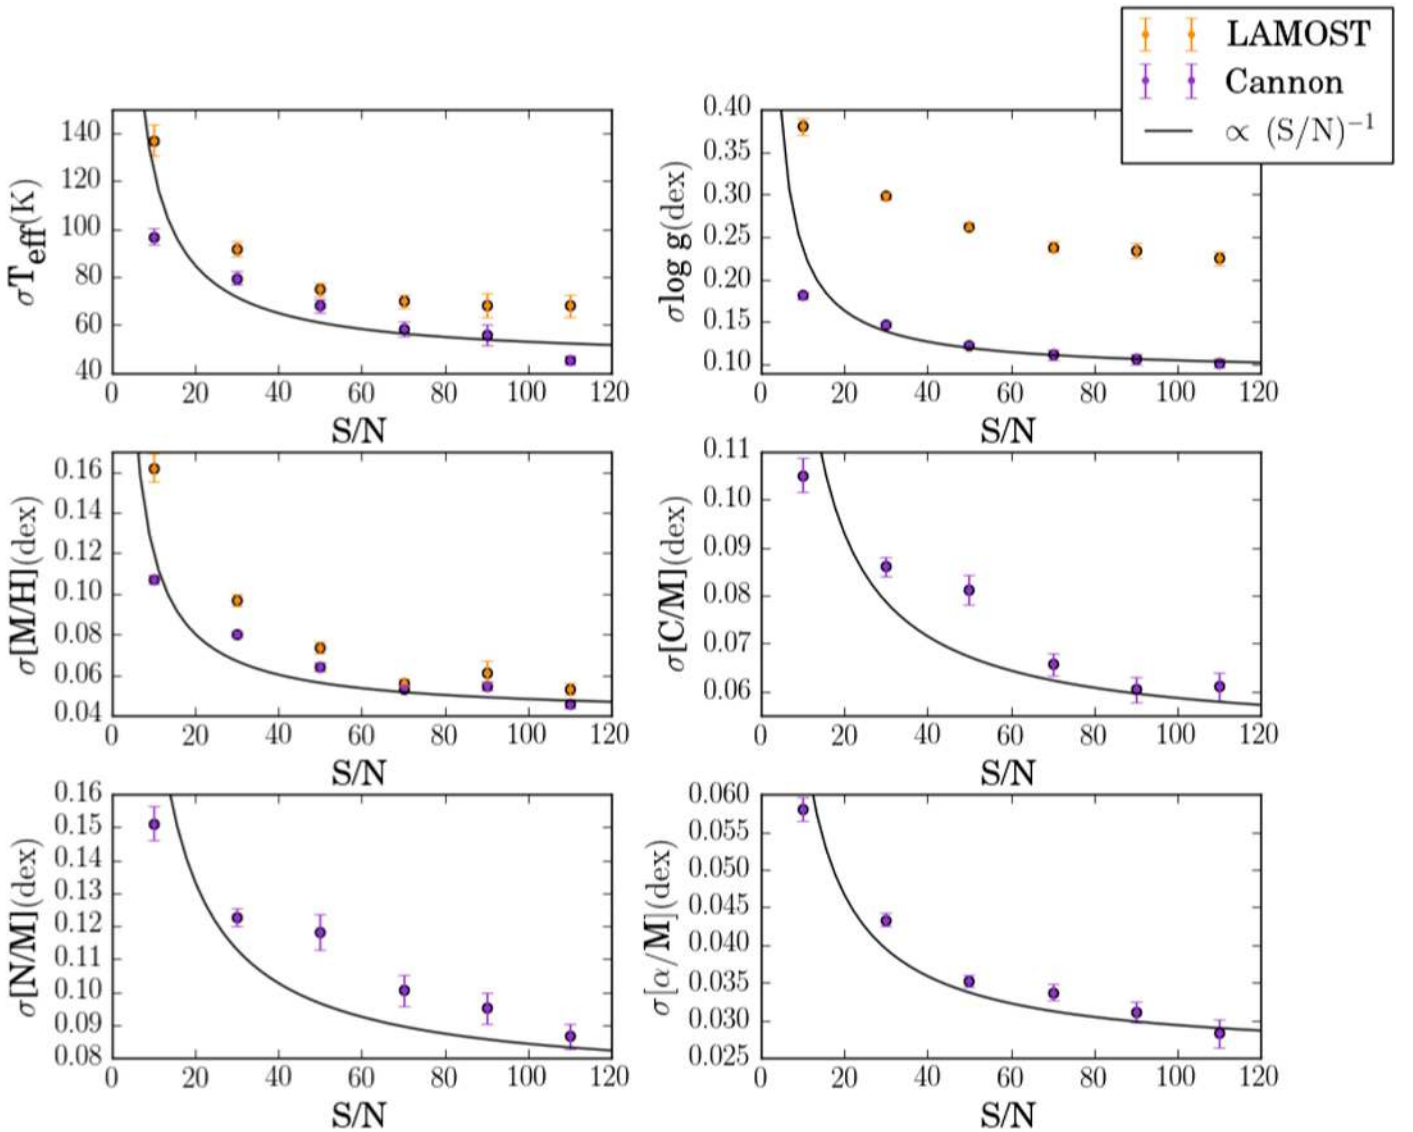 LAMOST
Cannon
∝ (S/N)⁻¹
140
120
100
80
60
40
σT_eff(K)
0 20 40 60 80 100 120
S/N
0.40
0.35
0.30
0.25
0.20
0.15
0.10
σlog g(dex)
0 20 40 60 80 100 120
S/N
0.16
0.14
0.12
0.10
0.08
0.06
0.04
σ[M/H](dex)
0 20 40 60 80 100 120
S/N
0.11
0.10
0.09
0.08
0.07
0.06
σ[C/M](dex)
0 20 40 60 80 100 120
S/N
0.16
0.15
0.14
0.13
0.12
0.11
0.10
0.09
0.08
σ[N/M](dex)
0 20 40 60 80 100 120
S/N
0.060
0.055
0.050
0.045
0.040
0.035
0.030
0.025
σ[α/M](dex)
0 20 40 60 80 100 120
S/N